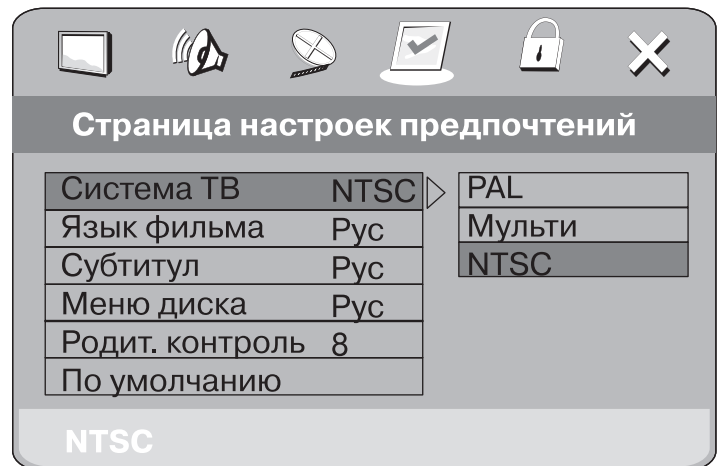 Страница настроек предпочтений
Система ТВ NTSC PAL
Язык фильма Рус Мульти
Субтитул Рус NTSC
Меню диска Рус
Родит. контроль 8
По умолчанию
NTSC